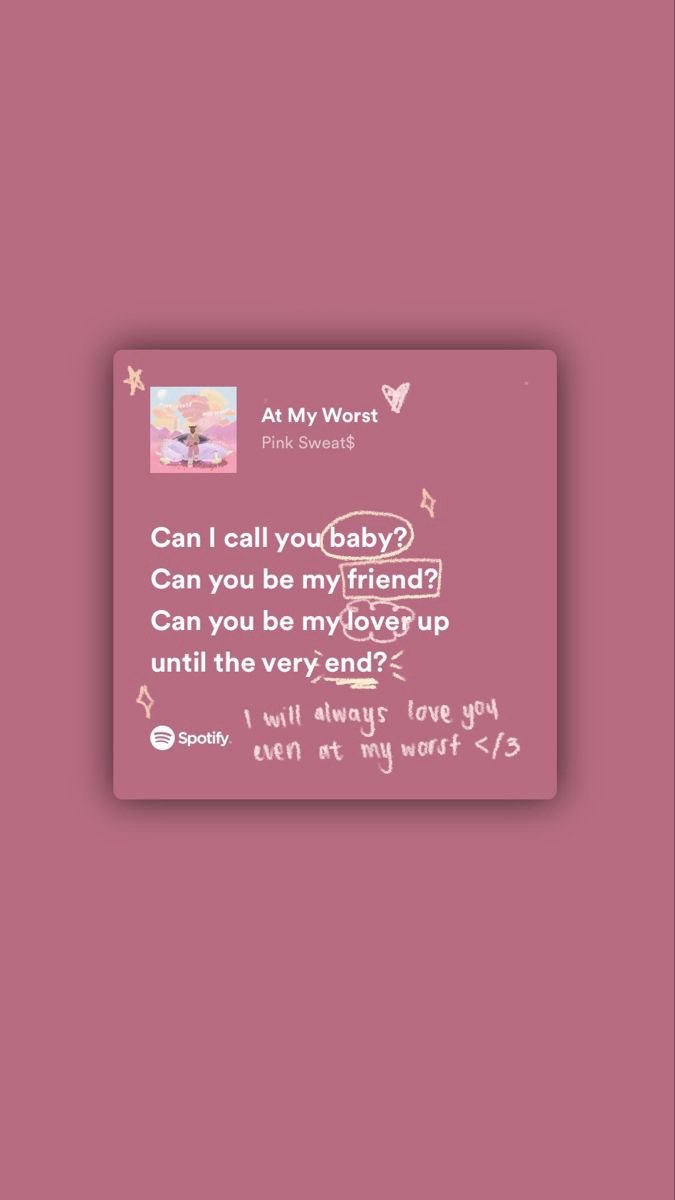 At My Worst
Pink Sweat$
Can I call you baby?
Can you be my friend?
Can you be my lover up
until the very end?
I will always love you
even at my worst </3
Spotify